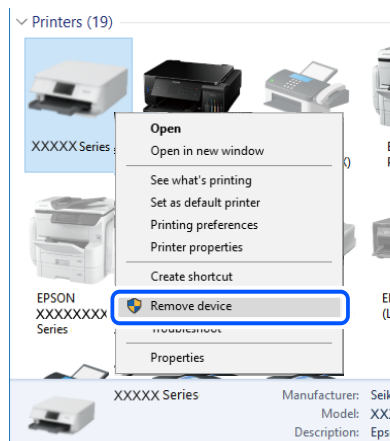 Printers (19)
XXXXX Series
Open
Open in new window
See what's printing
Set as default printer
Printing preferences
Printer properties
Create shortcut
Remove device
Troubleshoot
Properties
EPSON
XXXXXXXX
Series
XXXXX Series
Manufacturer:
Model:
Description: